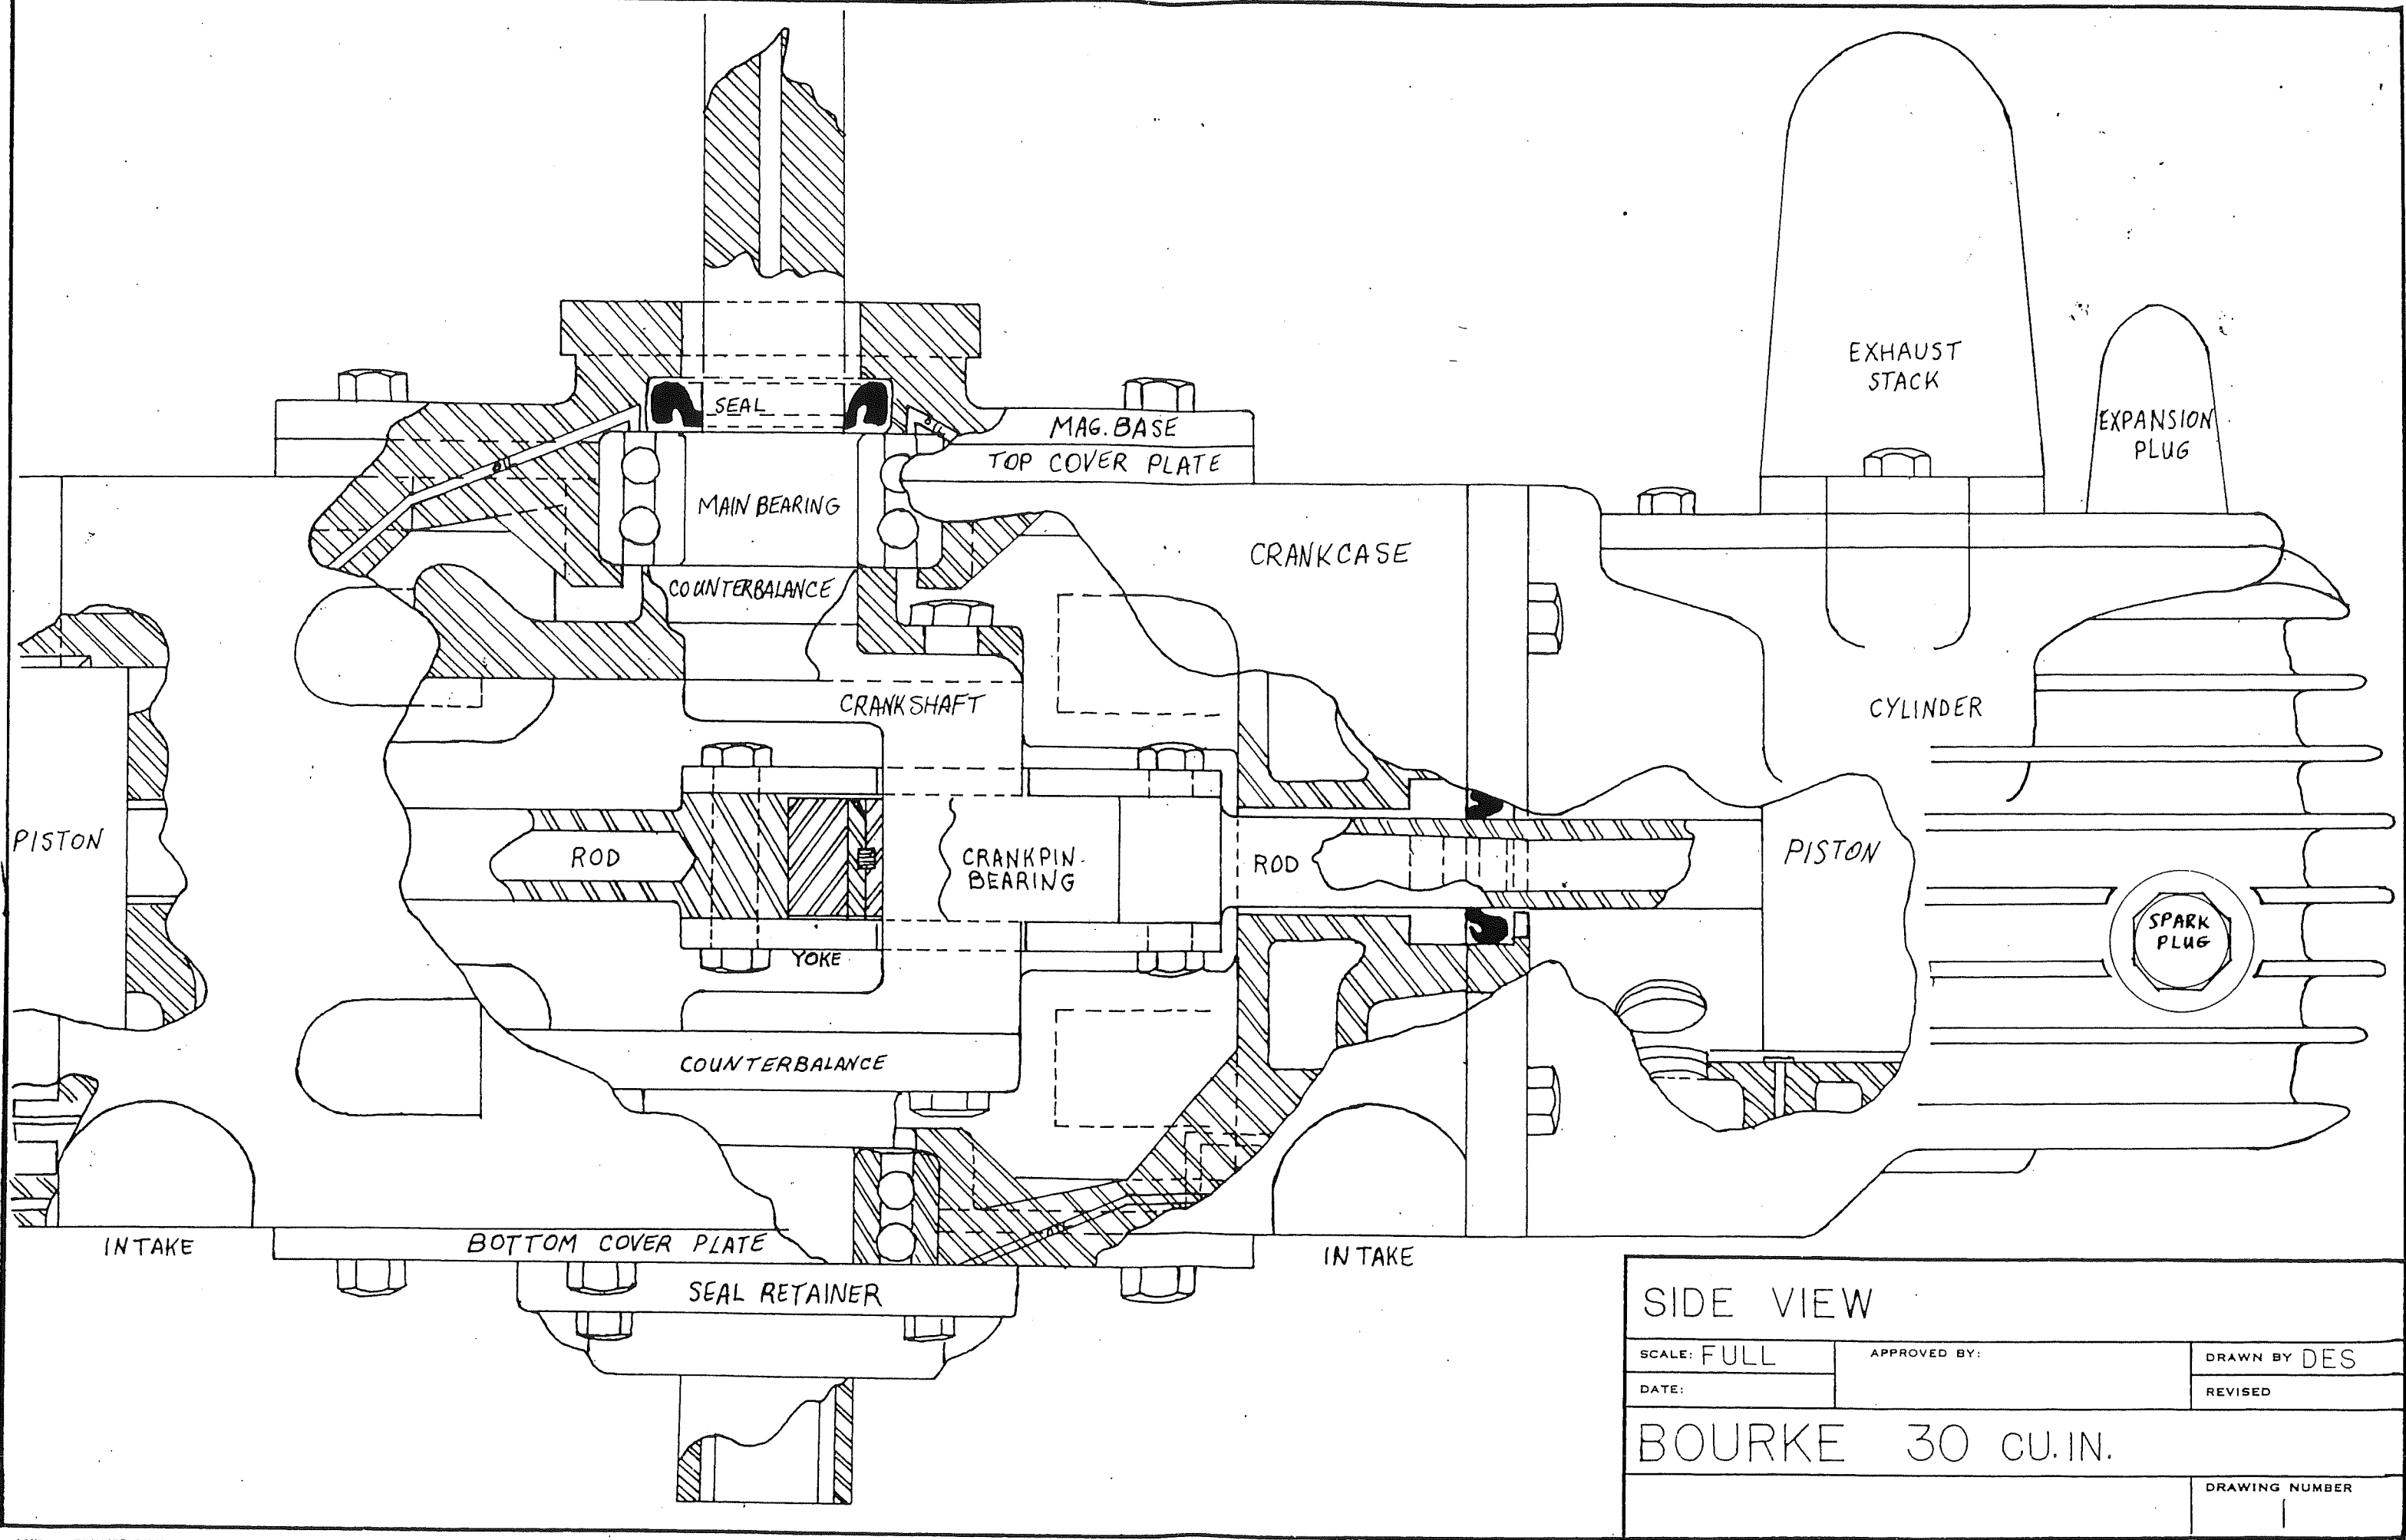 EXHAUST
STACK
EXPANSION
PLUG
SEAL
MAG. BASE
TOP COVER PLATE
MAIN BEARING
CRANKCASE
COUNTERBALANCE
CRANKSHAFT
CYLINDER
PISTON
ROD
CRANKPIN
BEARING
ROD
PISTON
SPARK
PLUG
YOKE
COUNTERBALANCE
INTAKE
BOTTOM COVER PLATE
INTAKE
SEAL RETAINER
SIDE VIEW
SCALE: FULL
APPROVED BY:
DRAWN BY DES
DATE:
REVISED
BOURKE 30 CU.IN.
DRAWING NUMBER
1